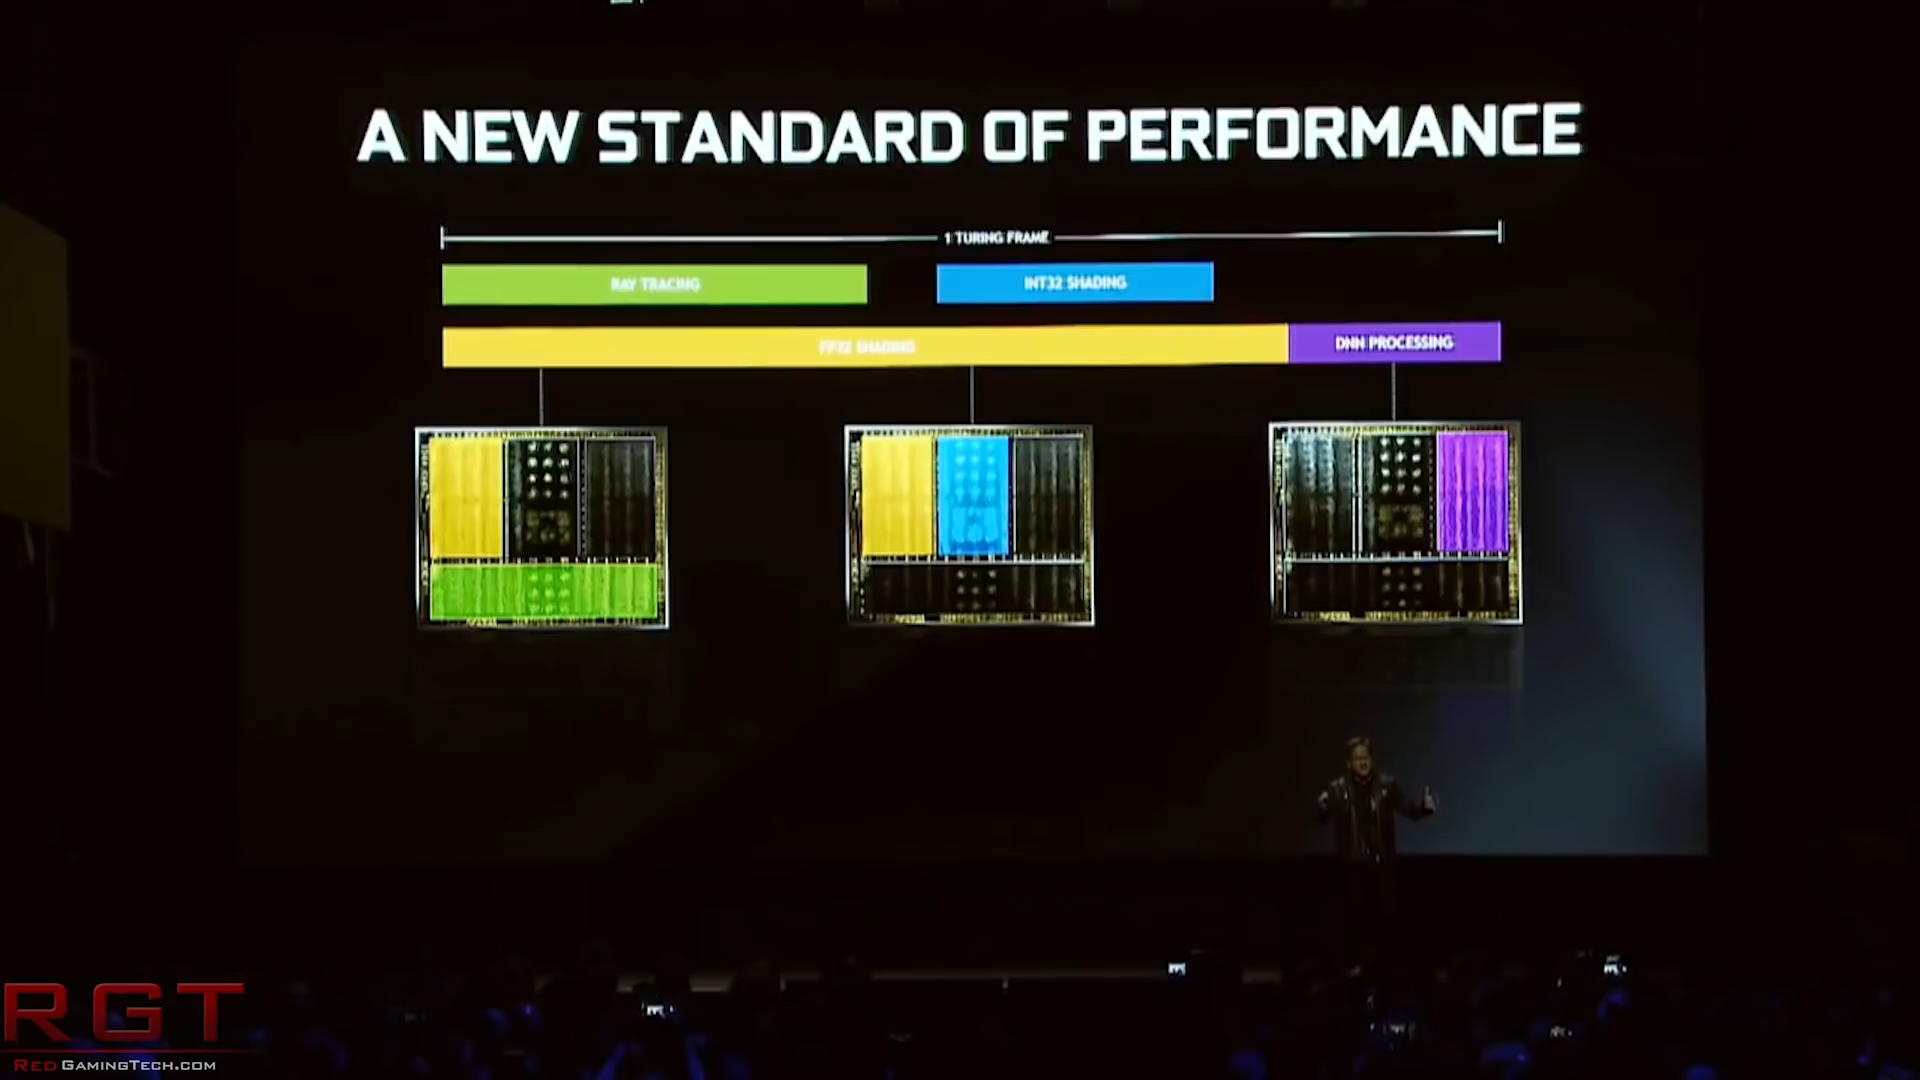 A NEW STANDARD OF PERFORMANCE
1 TURING FRAME
RAY TRACING
INT32 SHADING
FP32 SHADING
DNN PROCESSING
RGT
REDGAMINGTECH.COM